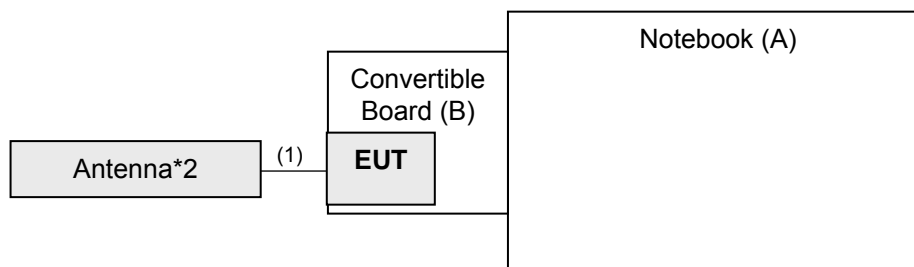 Notebook (A)
Convertible
Board (B)
Antenna*2
(1)
EUT